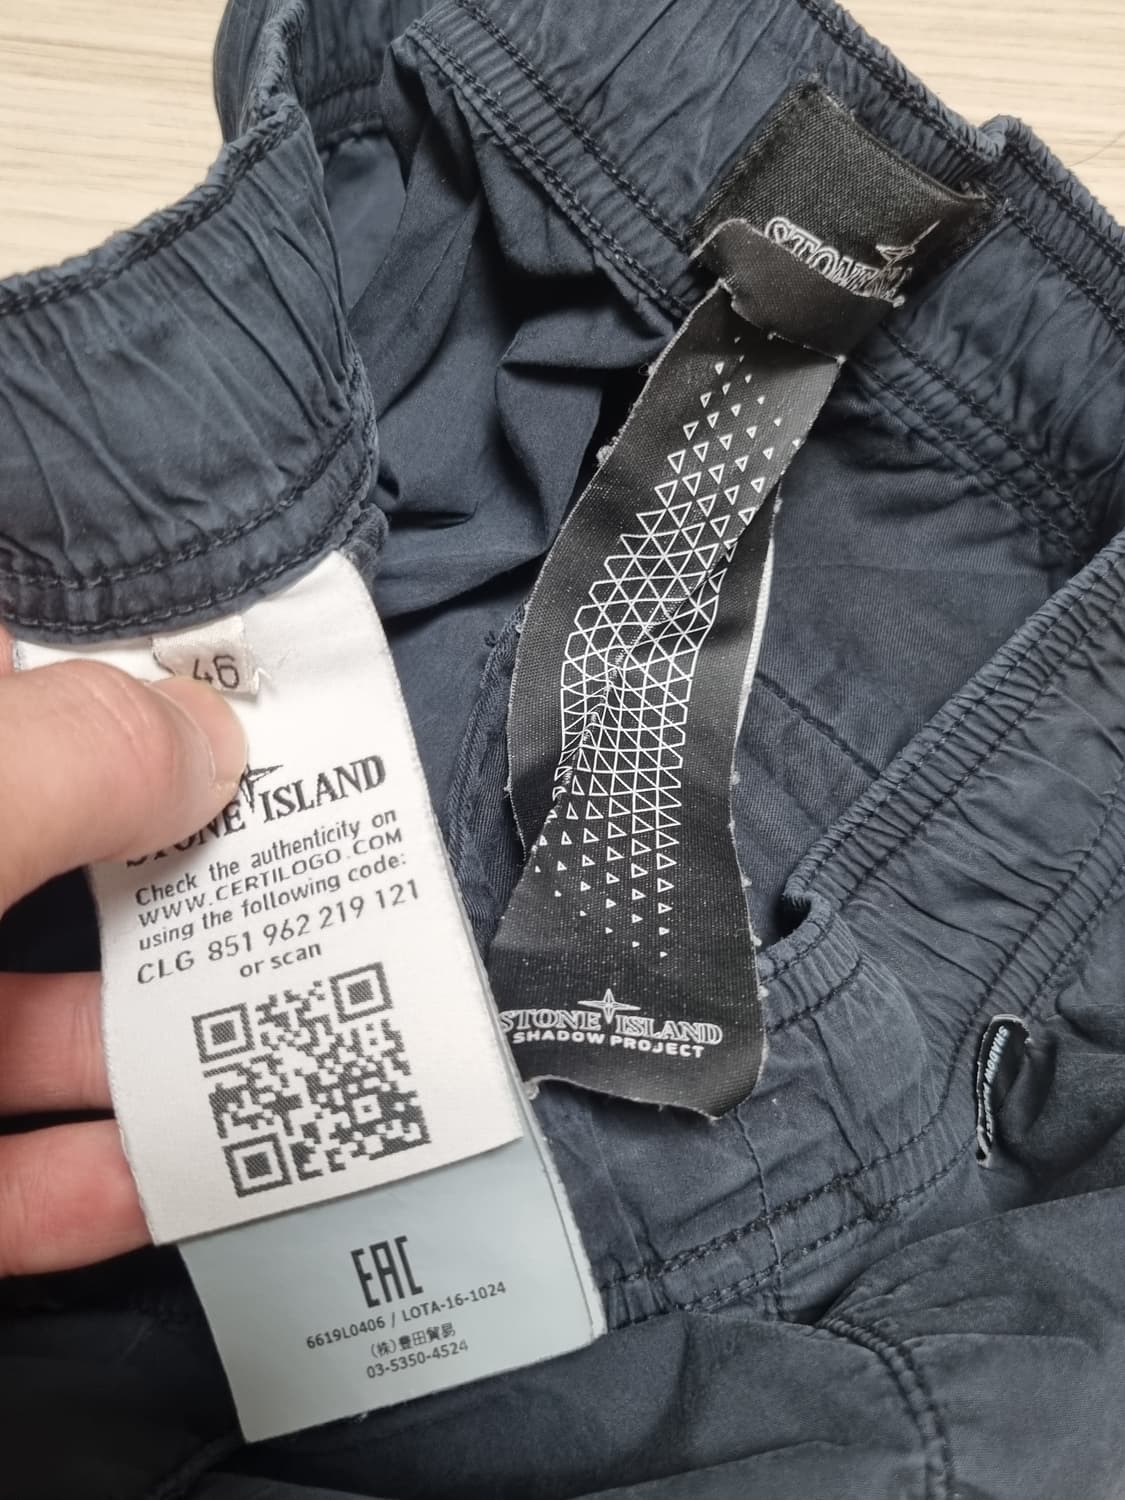 46
STONE ISLAND
Check the authenticity on
WWW.CERTILOGO.COM
using the following code:
CLG 851 962 219 121
or scan
EAC
6619L0406 / LOTA-16-1024
(株)豊田貿易
03-5350-4524
STONE ISLAND
SHADOW PROJECT
SHADOW PROJECT